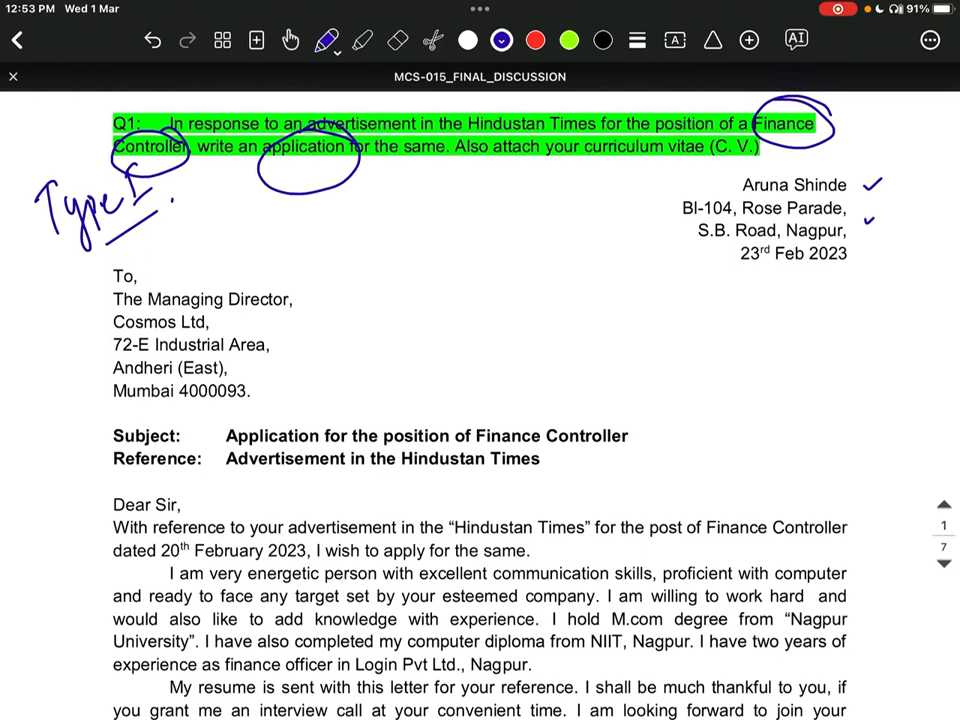 12:53 PM Wed 1 Mar
91%
MCS-015_FINAL_DISCUSSION
Q1: In response to an advertisement in the Hindustan Times for the position of a Finance
Controller, write an application for the same. Also attach your curriculum vitae (C. V.)
Type I.
Aruna Shinde
Bl-104, Rose Parade,
S.B. Road, Nagpur,
23rd Feb 2023
To,
The Managing Director,
Cosmos Ltd,
72-E Industrial Area,
Andheri (East),
Mumbai 4000093.
Subject: Application for the position of Finance Controller
Reference: Advertisement in the Hindustan Times
Dear Sir,
With reference to your advertisement in the “Hindustan Times” for the post of Finance Controller
dated 20th February 2023, I wish to apply for the same.
I am very energetic person with excellent communication skills, proficient with computer
and ready to face any target set by your esteemed company. I am willing to work hard and
would also like to add knowledge with experience. I hold M.com degree from “Nagpur
University”. I have also completed my computer diploma from NIIT, Nagpur. I have two years of
experience as finance officer in Login Pvt Ltd., Nagpur.
My resume is sent with this letter for your reference. I shall be much thankful to you, if
you grant me an interview call at your convenient time. I am looking forward to join your
1
7
A
AI